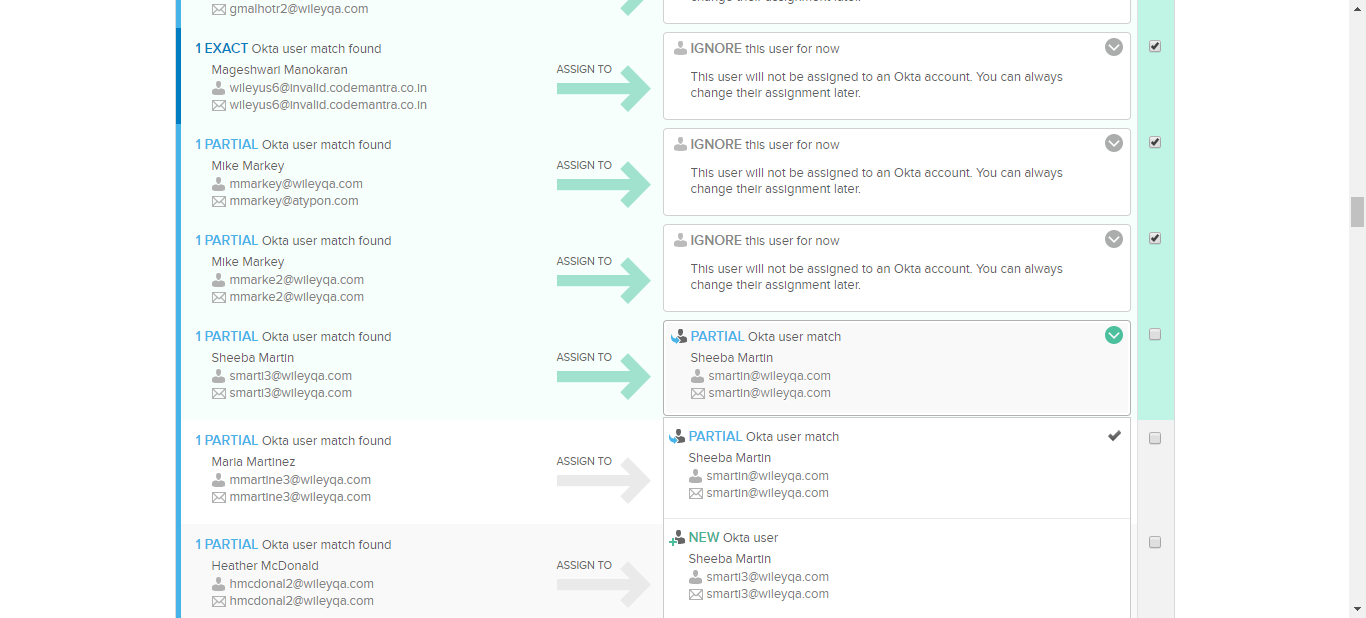 gmalhotr2@wileyqa.com
change their assignment later.
1 EXACT Okta user match found
Mageshwari Manokaran
wileyus6@invalid.codemantra.co.in
wileyus6@invalid.codemantra.co.in
ASSIGN TO
IGNORE this user for now
This user will not be assigned to an Okta account. You can always
change their assignment later.
1 PARTIAL Okta user match found
Mike Markey
mmarkey@wileyqa.com
mmarkey@atypon.com
ASSIGN TO
IGNORE this user for now
This user will not be assigned to an Okta account. You can always
change their assignment later.
1 PARTIAL Okta user match found
Mike Markey
mmarke2@wileyqa.com
mmarke2@wileyqa.com
ASSIGN TO
IGNORE this user for now
This user will not be assigned to an Okta account. You can always
change their assignment later.
1 PARTIAL Okta user match found
Sheeba Martin
smarti3@wileyqa.com
smarti3@wileyqa.com
ASSIGN TO
PARTIAL Okta user match
Sheeba Martin
smartin@wileyqa.com
smartin@wileyqa.com
1 PARTIAL Okta user match found
Maria Martinez
mmartine3@wileyqa.com
mmartine3@wileyqa.com
ASSIGN TO
PARTIAL Okta user match
Sheeba Martin
smartin@wileyqa.com
smartin@wileyqa.com
1 PARTIAL Okta user match found
Heather McDonald
hmcdonal2@wileyqa.com
hmcdonal2@wileyqa.com
ASSIGN TO
NEW Okta user
Sheeba Martin
smarti3@wileyqa.com
smarti3@wileyqa.com